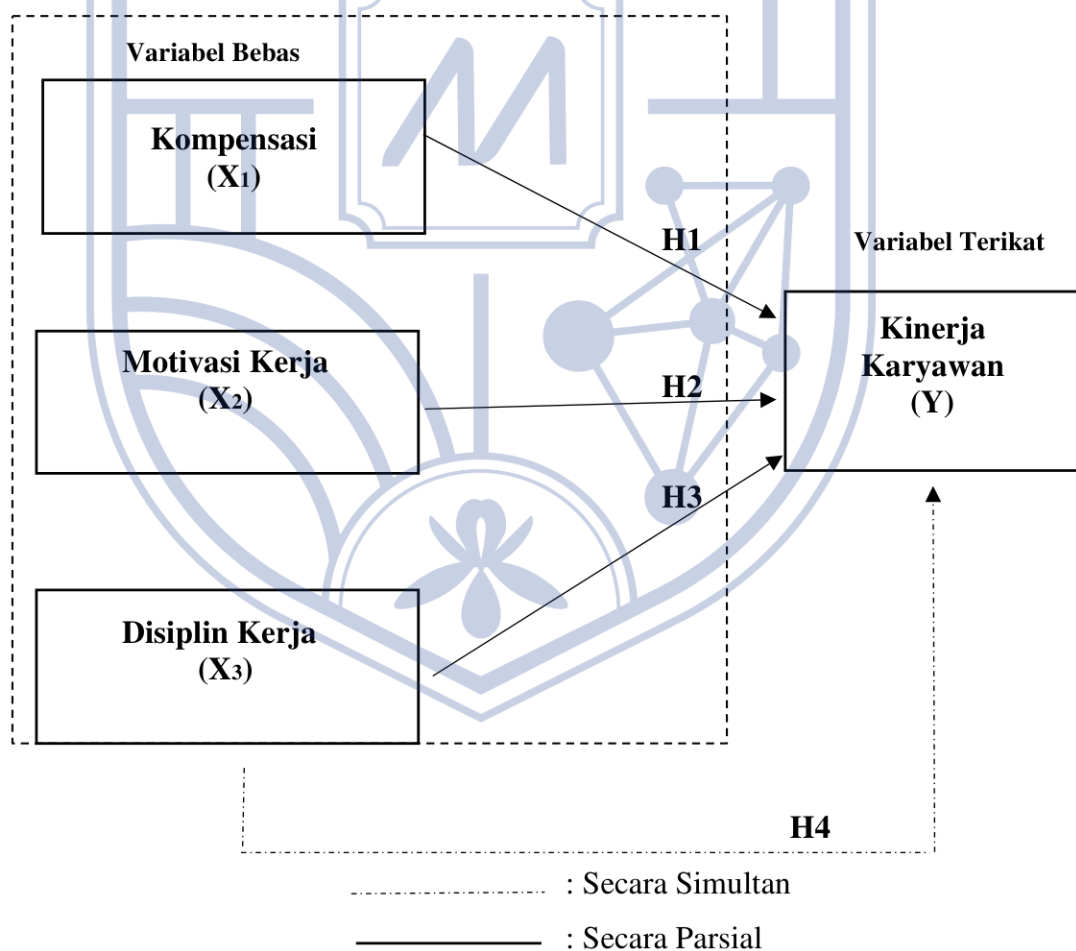 Variabel Bebas
Kompensasi
(X1)
H1
Variabel Terikat
Kinerja
Karyawan
(Y)
Motivasi Kerja
(X2)
H2
H3
Disiplin Kerja
(X3)
H4
: Secara Simultan
: Secara Parsial